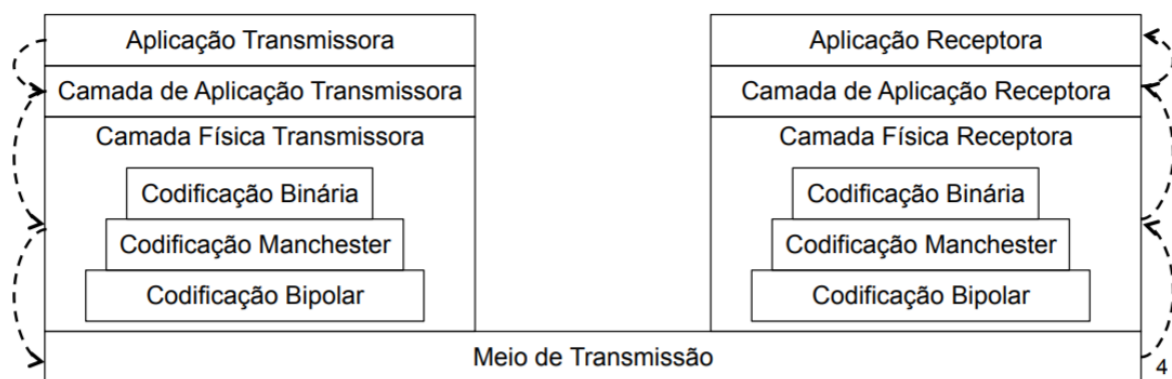 Aplicação Transmissora
Camada de Aplicação Transmissora
Camada Física Transmissora
Codificação Binária
Codificação Manchester
Codificação Bipolar
Aplicação Receptora
Camada de Aplicação Receptora
Camada Física Receptora
Codificação Binária
Codificação Manchester
Codificação Bipolar
Meio de Transmissão
4